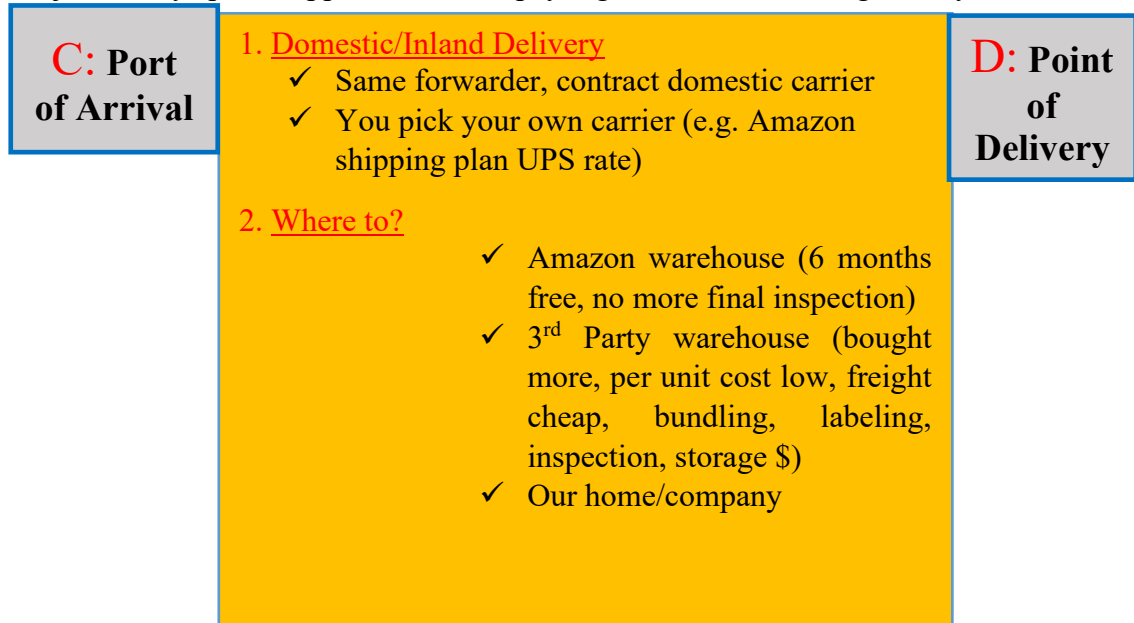 C: Port
of Arrival
1. Domestic/Inland Delivery
✓ Same forwarder, contract domestic carrier
✓ You pick your own carrier (e.g. Amazon
shipping plan UPS rate)
2. Where to?
✓ Amazon warehouse (6 months
free, no more final inspection)
✓ 3rd Party warehouse (bought
more, per unit cost low, freight
cheap, bundling, labeling,
inspection, storage $)
✓ Our home/company
D: Point
of
Delivery